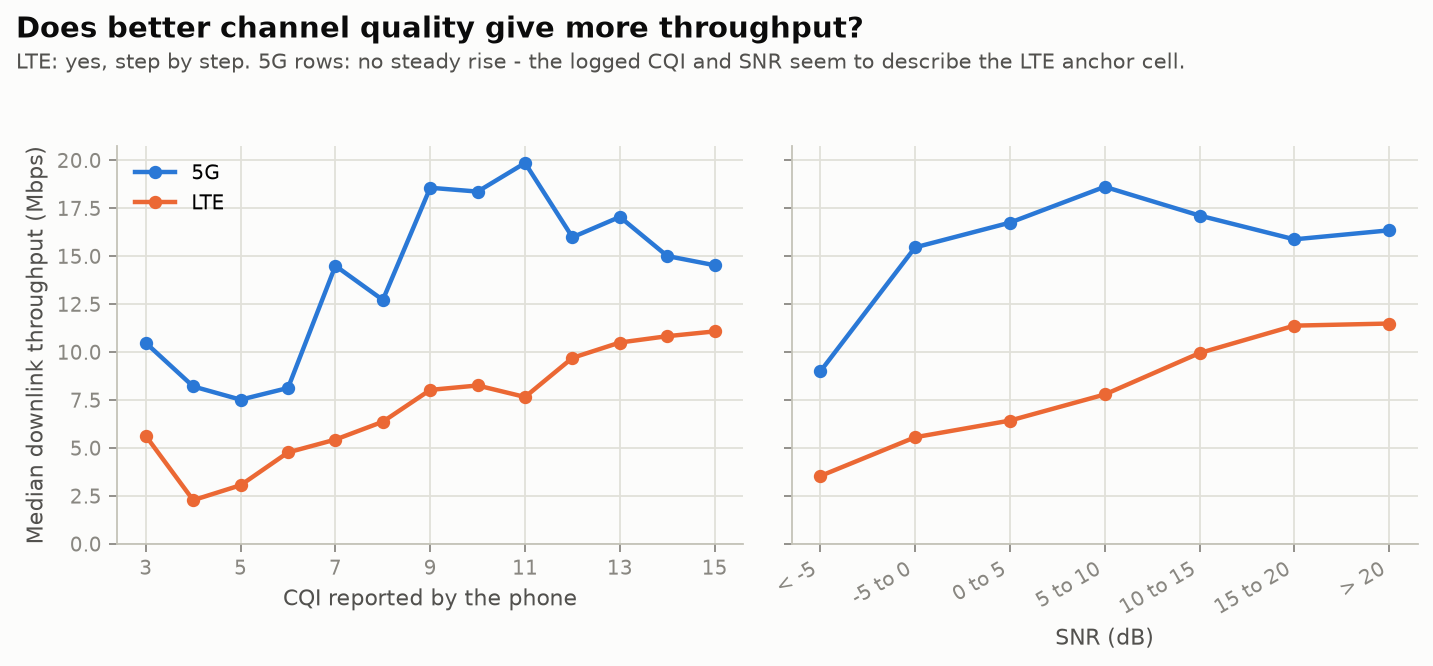 Does better channel quality give more throughput?
LTE: yes, step by step. 5G rows: no steady rise - the logged CQI and SNR seem to describe the LTE anchor cell.
Median downlink throughput (Mbps)
20.0
17.5
15.0
12.5
10.0
7.5
5.0
2.5
0.0
5G
LTE
3 5 7 9 11 13 15
CQI reported by the phone
< -5 -5 to 0 0 to 5 5 to 10 10 to 15 15 to 20 > 20
SNR (dB)